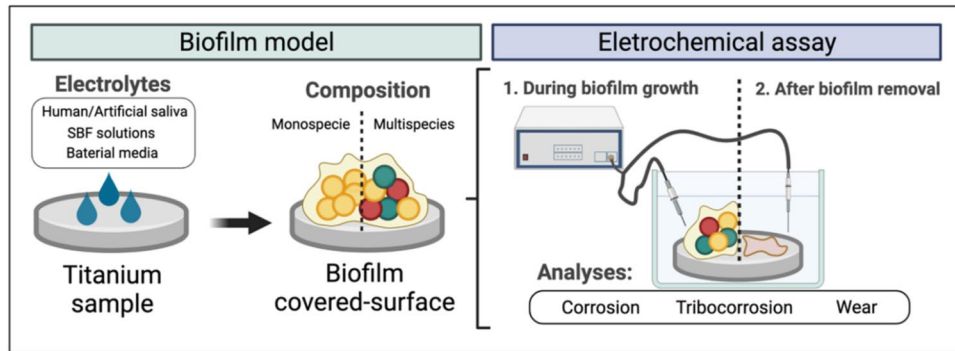 Biofilm model
Electrolytes
Human/Artificial saliva
SBF solutions
Baterial media
Titanium
sample
Composition
Monospecie
Multispecies
Biofilm
covered-surface
Eletrochemical assay
1. During biofilm growth
2. After biofilm removal
Analyses:
Corrosion Tribocorrosion Wear